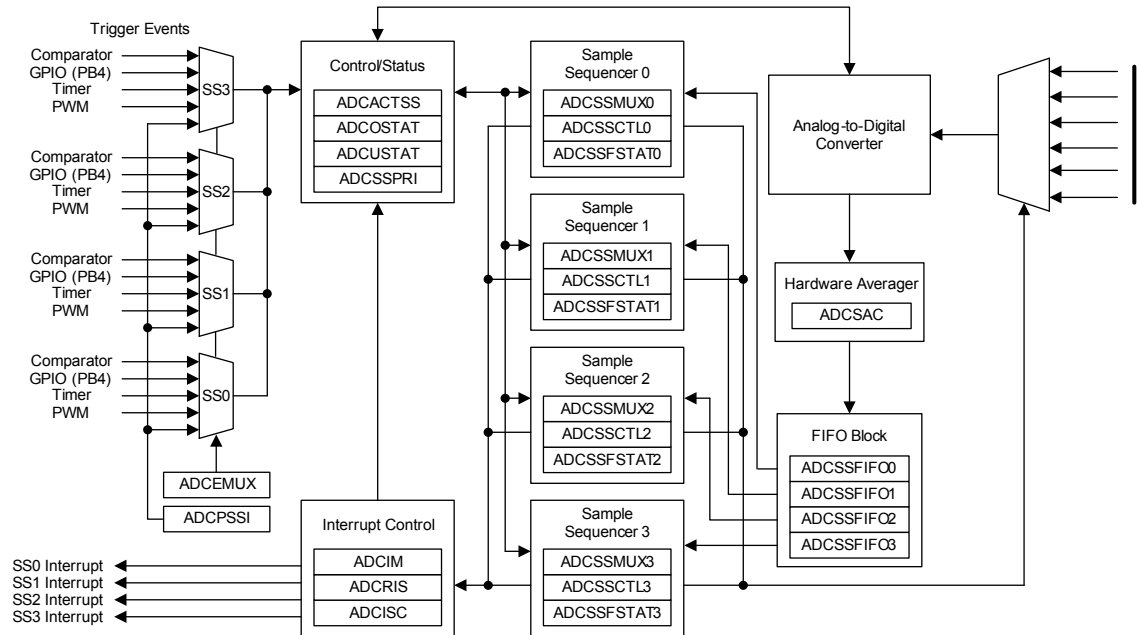 Trigger Events
Comparator
GPIO (PB4)
Timer
PWM
SS3
Comparator
GPIO (PB4)
Timer
PWM
SS2
Comparator
GPIO (PB4)
Timer
PWM
SS1
Comparator
GPIO (PB4)
Timer
PWM
SS0
ADCEMUX
ADCPSSI
SS0 Interrupt
SS1 Interrupt
SS2 Interrupt
SS3 Interrupt
Control/Status
ADCACTSS
ADCOSTAT
ADCUSTAT
ADCSSPRI
Interrupt Control
ADCIM
ADCRIS
ADCISC
Sample
Sequencer 0
ADCSSMUX0
ADCSSCTL0
ADCSSFSTAT0
Sample
Sequencer 1
ADCSSMUX1
ADCSSCTL1
ADCSSFSTAT1
Sample
Sequencer 2
ADCSSMUX2
ADCSSCTL2
ADCSSFSTAT2
Sample
Sequencer 3
ADCSSMUX3
ADCSSCTL3
ADCSSFSTAT3
Analog-to-Digital
Converter
Hardware Averager
ADCSAC
FIFO Block
ADCSSFIFO0
ADCSSFIFO1
ADCSSFIFO2
ADCSSFIFO3